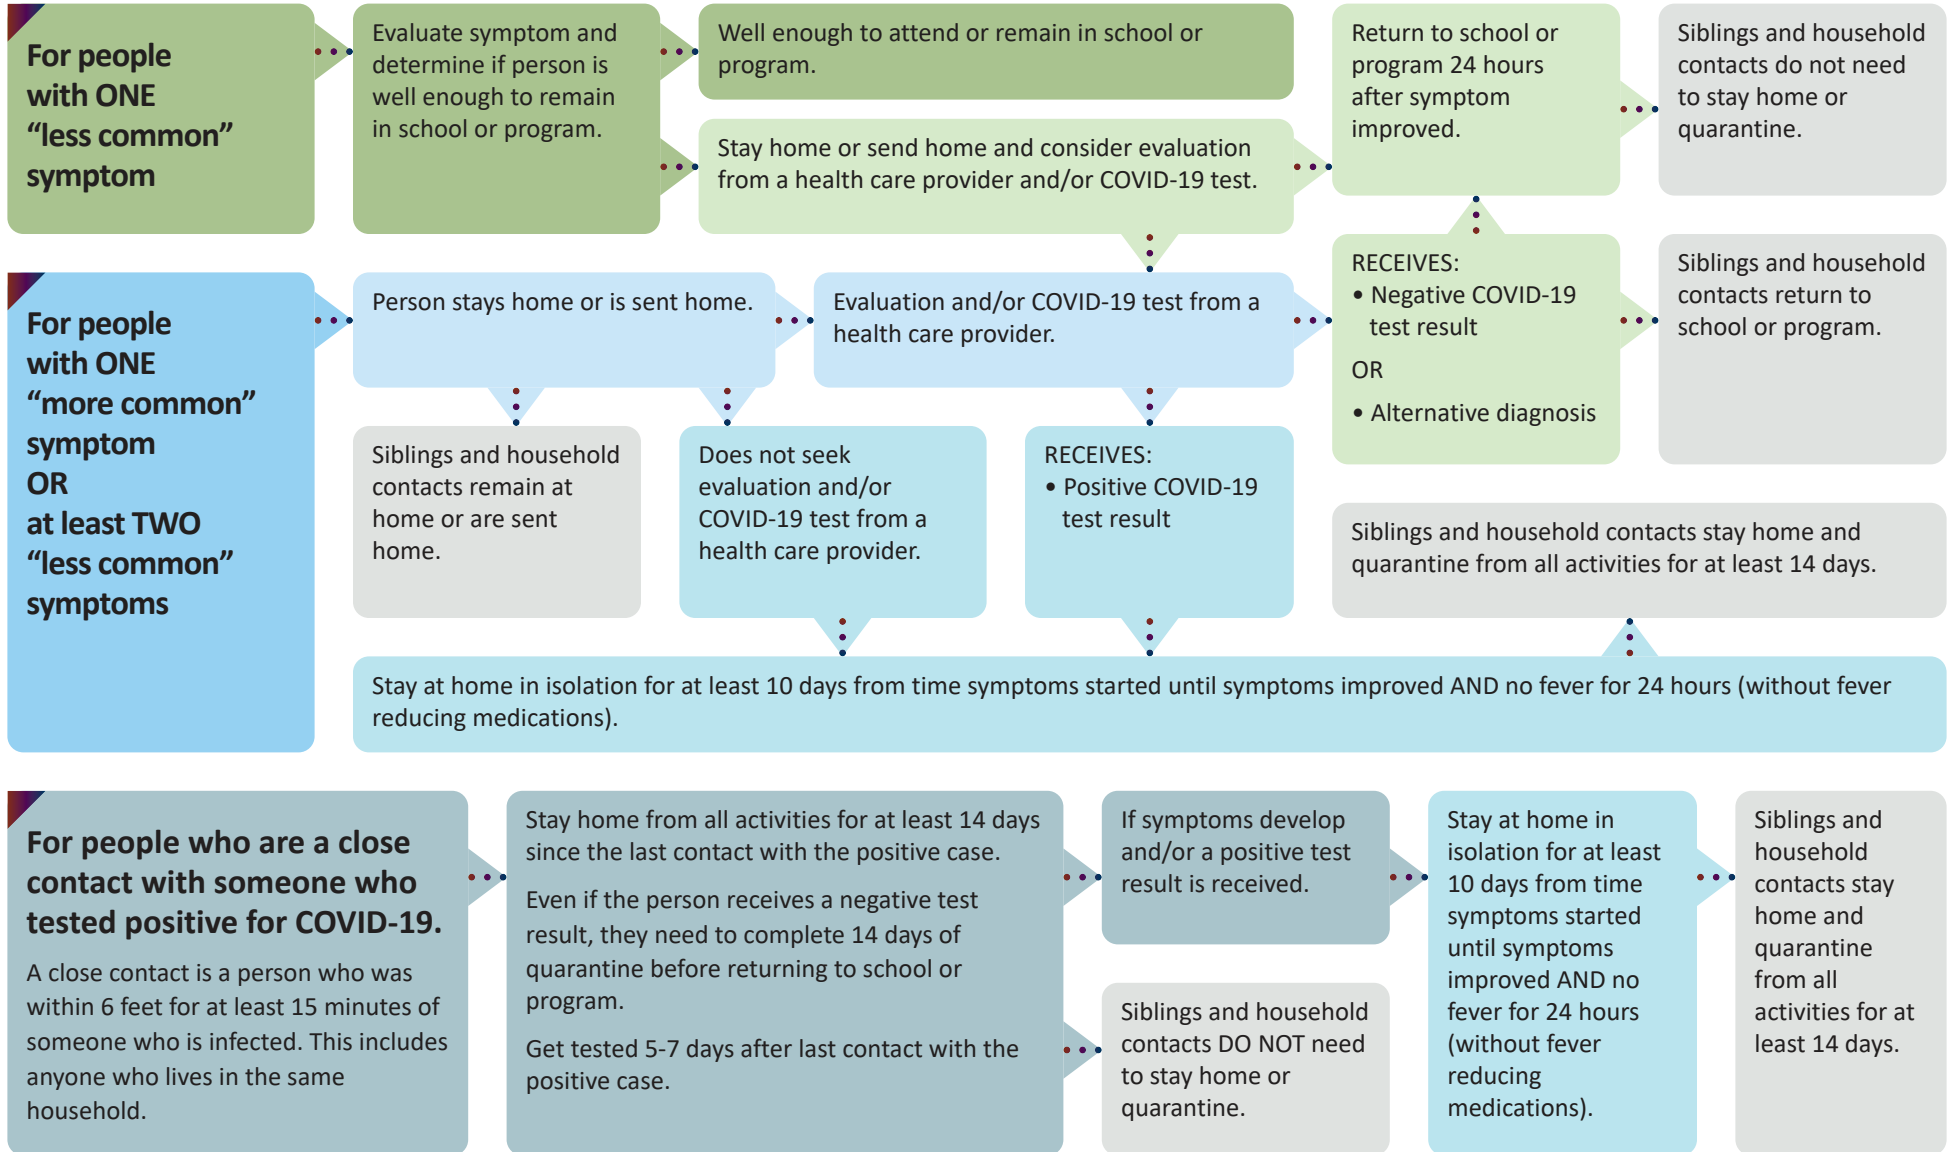 For people
with ONE
“less common”
symptom
Evaluate symptom and
determine if person is
well enough to remain
in school or program.
Well enough to attend or remain in school or
program.
Stay home or send home and consider evaluation
from a health care provider and/or COVID-19 test.
Return to school or
program 24 hours
after symptom
improved.
Siblings and household
contacts do not need
to stay home or
quarantine.
For people
with ONE
“more common”
symptom
OR
at least TWO
“less common”
symptoms
Person stays home or is sent home.
Evaluation and/or COVID-19 test from a
health care provider.
RECEIVES:
• Negative COVID-19
test result
OR
• Alternative diagnosis
Siblings and household
contacts return to
school or program.
Siblings and household
contacts remain at
home or are sent
home.
Does not seek
evaluation and/or
COVID-19 test from a
health care provider.
RECEIVES:
• Positive COVID-19
test result
Siblings and household contacts stay home and
quarantine from all activities for at least 14 days.
Stay at home in isolation for at least 10 days from time symptoms started until symptoms improved AND no fever for 24 hours (without fever
reducing medications).
For people who are a close
contact with someone who
tested positive for COVID-19.
A close contact is a person who was
within 6 feet for at least 15 minutes of
someone who is infected. This includes
anyone who lives in the same
household.
Stay home from all activities for at least 14 days
since the last contact with the positive case.
Even if the person receives a negative test
result, they need to complete 14 days of
quarantine before returning to school or
program.
Get tested 5-7 days after last contact with the
positive case.
If symptoms develop
and/or a positive test
result is received.
Siblings and household
contacts DO NOT need
to stay home or
quarantine.
Stay at home in
isolation for at least
10 days from time
symptoms started
until symptoms
improved AND no
fever for 24 hours
(without fever
reducing
medications).
Siblings and
household
contacts stay
home and
quarantine
from all
activities for at
least 14 days.